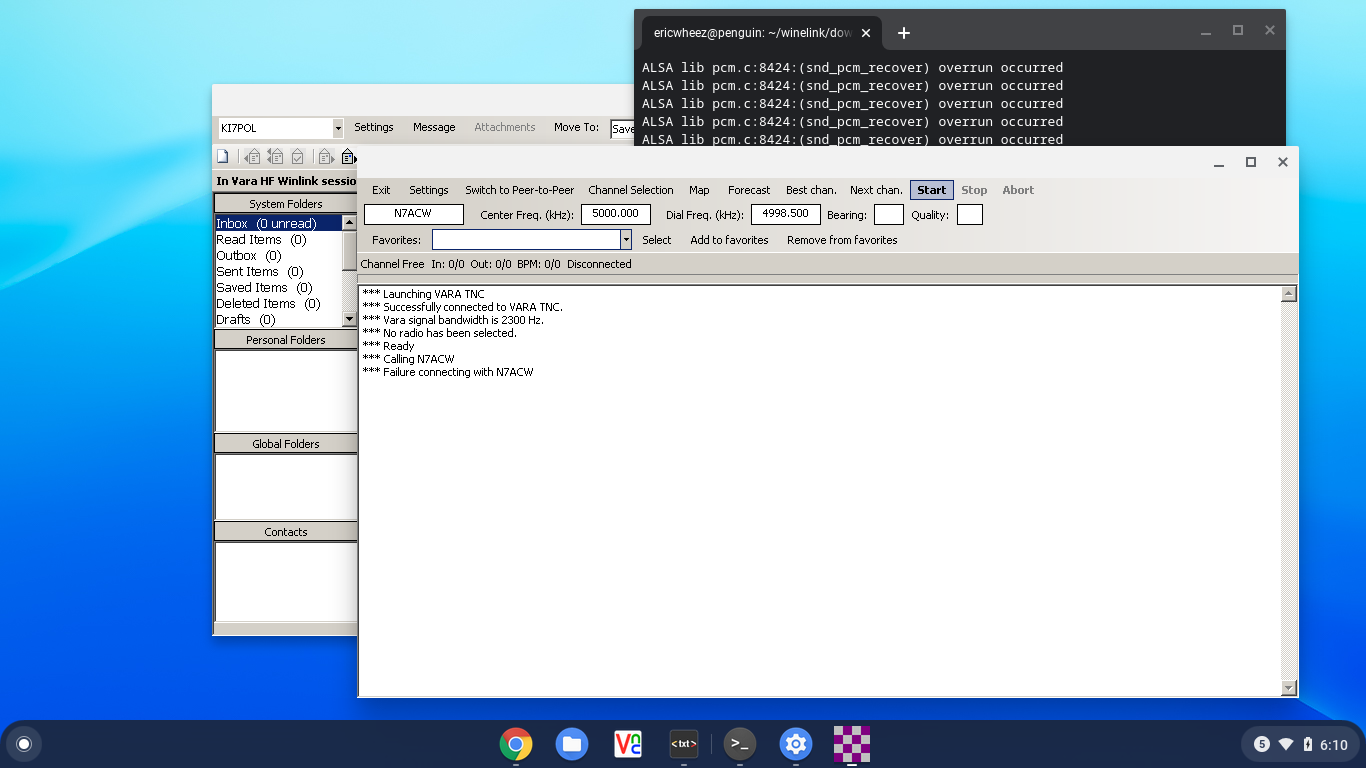 ericwheez@penguin: ~/winelink/dow
ALSA lib pcm.c:8424:(snd_pcm_recover) overrun occurred
ALSA lib pcm.c:8424:(snd_pcm_recover) overrun occurred
ALSA lib pcm.c:8424:(snd_pcm_recover) overrun occurred
ALSA lib pcm.c:8424:(snd_pcm_recover) overrun occurred
ALSA lib pcm.c:8424:(snd_pcm_recover) overrun occurred
KI7POL Settings Message Attachments Move To: Save
In Vara HF Winlink sessio
System Folders
Inbox (0 unread)
Read Items (0)
Outbox (0)
Sent Items (0)
Saved Items (0)
Deleted Items (0)
Drafts (0)
Personal Folders
Global Folders
Contacts
Exit Settings Switch to Peer-to-Peer Channel Selection Map Forecast Best chan. Next chan. Start Stop Abort
N7ACW Center Freq. (kHz): 5000.000 Dial Freq. (kHz): 4998.500 Bearing: Quality:
Favorites: Select Add to favorites Remove from favorites
Channel Free In: 0/0 Out: 0/0 BPM: 0/0 Disconnected
*** Launching VARA TNC
*** Successfully connected to VARA TNC.
*** Vara signal bandwidth is 2300 Hz.
*** No radio has been selected.
*** Ready
*** Calling N7ACW
*** Failure connecting with N7ACW
Vnc <txt> >_ 5 6:10